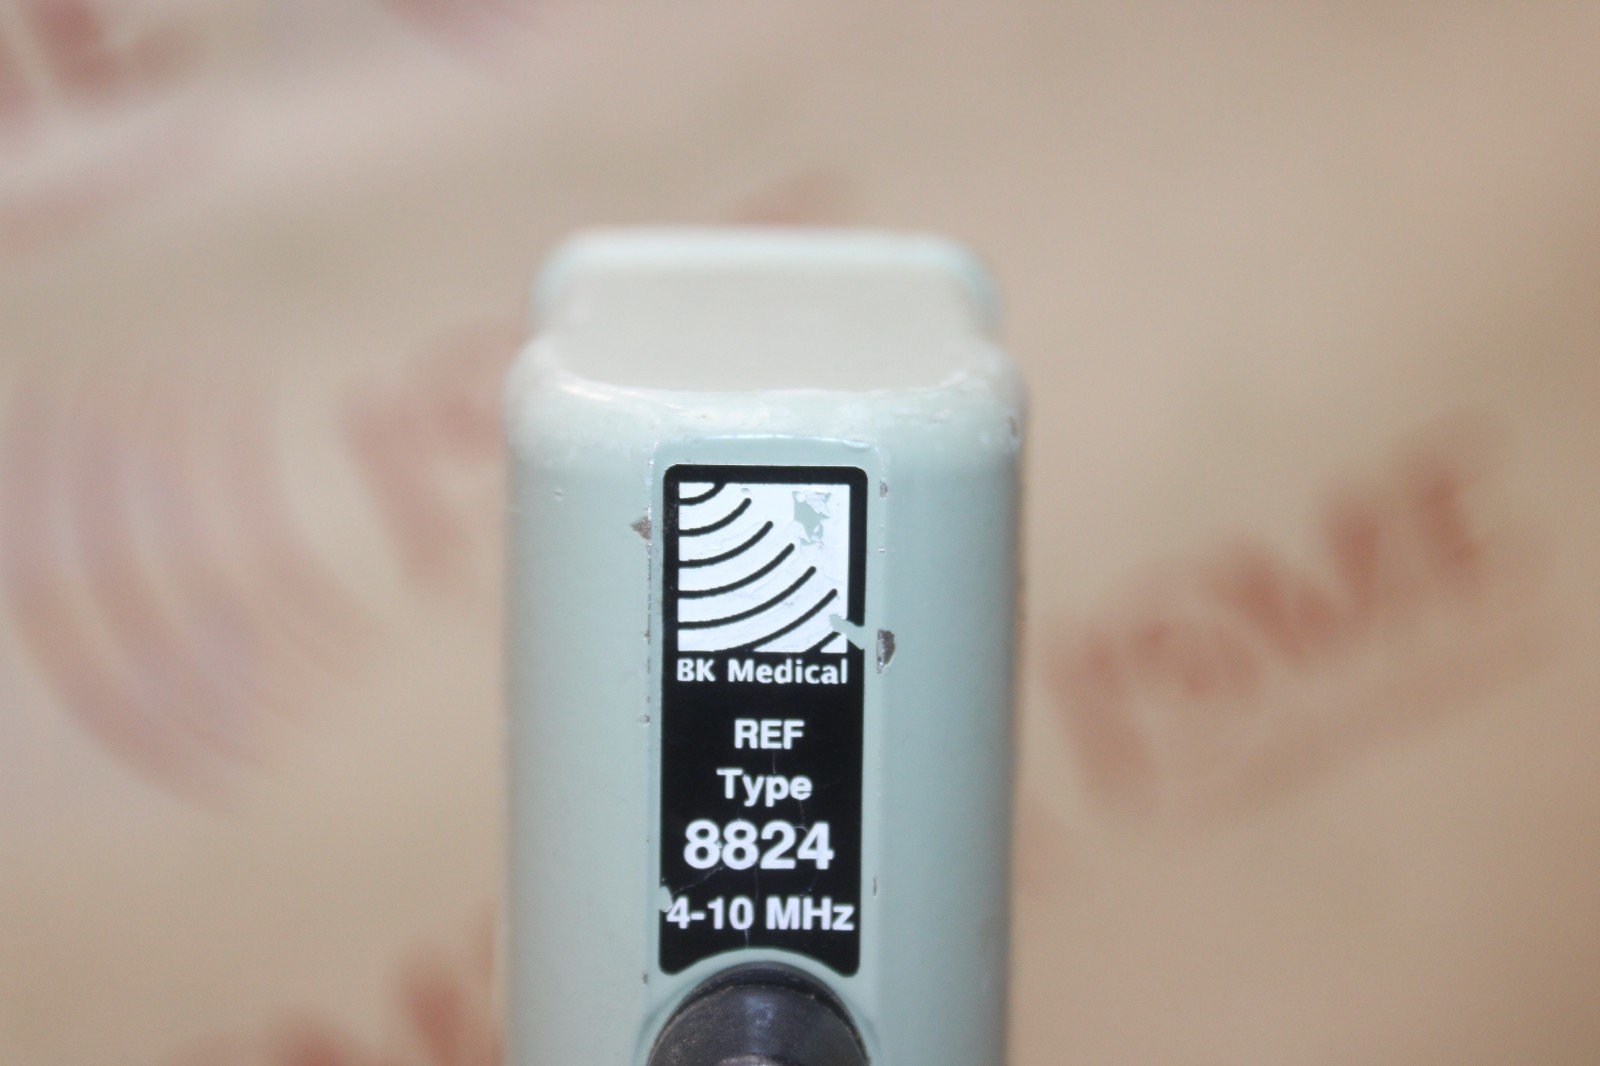 BK Medical
REF
Type
8824
4-10 MHz